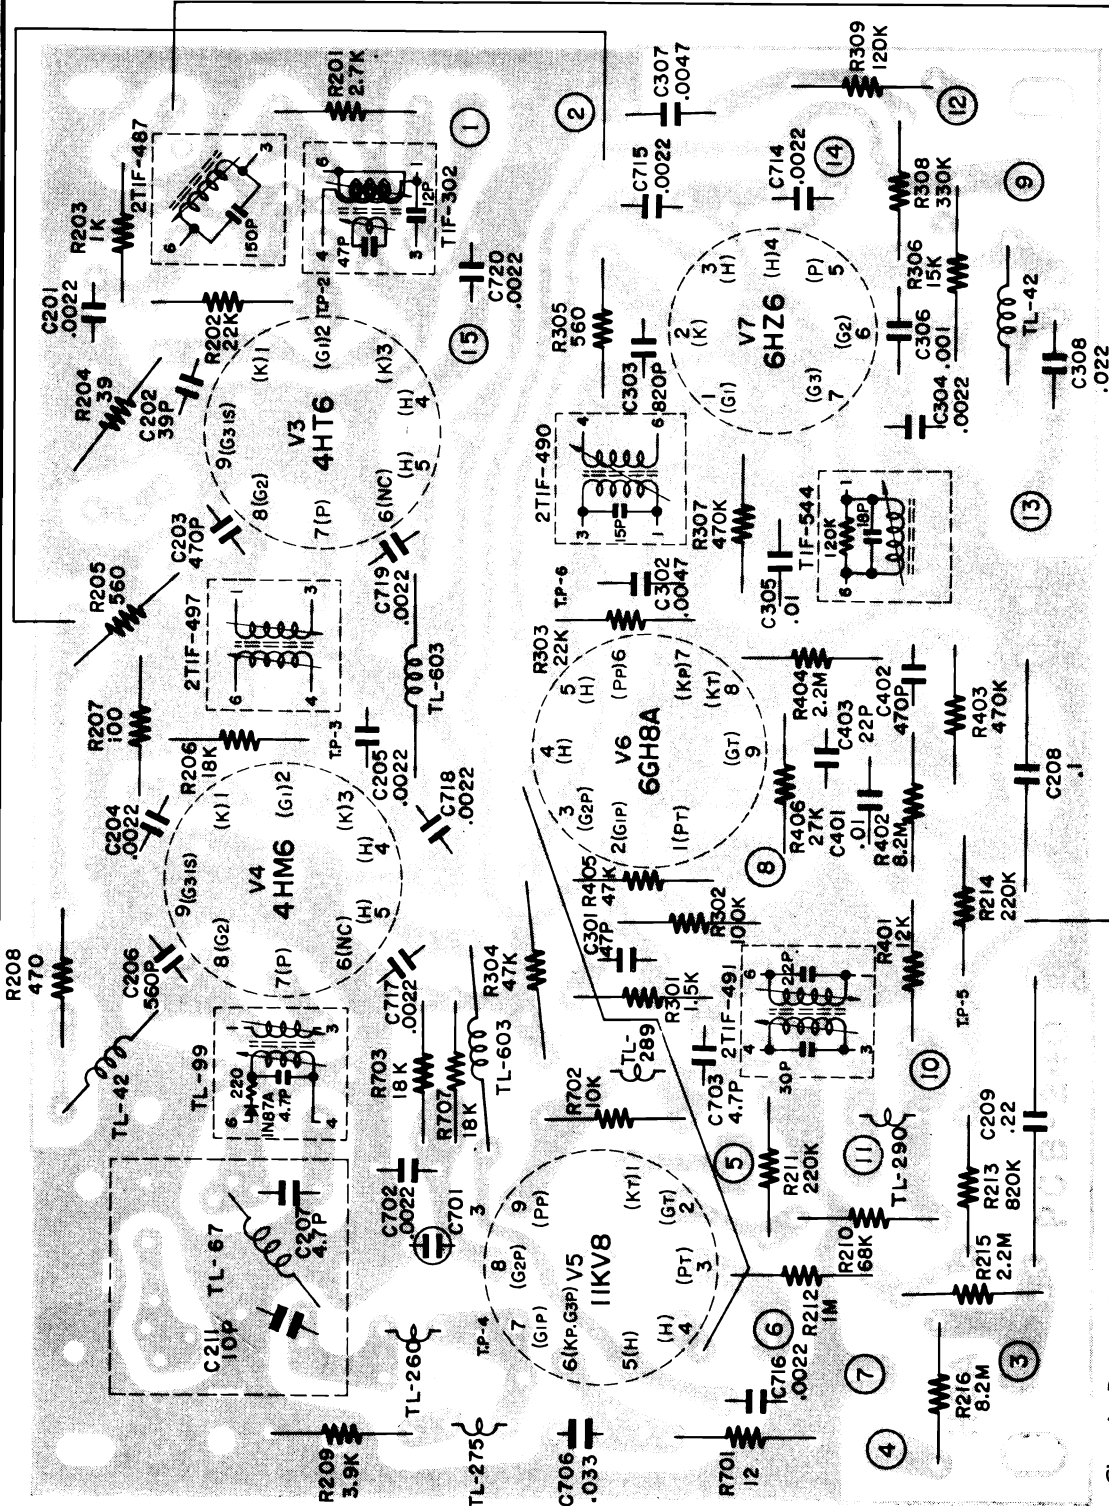 R208
470
R207
100
R205
560
R204
39
C201
.0022
R203
1K
2TIF-487
6
3
150P
R201
2.7K
TL-42
C206
560P
C204
.0022
R206
18K
C203
470P
C202
39P
R202
22K
TL-99
6
220
1N87A
4.7P
4
1
3
9(G3IS)
8(G2)
7(P)
6(NC)
(H)
5
(H)
4
(K)3
(G1)2
(K)1
V4
4HM6
2TIF-497
6
4
1
3
T.P-3
9(G3IS)
8(G2)
7(P)
6(NC)
(H)
5
(H)
4
(K)3
(G1)2
(K)1
V3
4HT6
T.P-2
4
6
47P
3
1
12P
TIF-302
1
C211
10P
TL-67
C207
4.7P
R209
3.9K
TL-260
C702
.0022
C701
R703
18K
R707
18K
C717
.0022
C718
.0022
C205
.0022
TL-603
C719
.0022
15
C720
.0022
TL-275
T.P-4
3
R304
47K
TL-603
2
C706
.033
7
(G1P)
8
(G2P)
9
(PP)
6(KP.G3P)
V5
11KV8
5(H)
(H)
4
(PT)
3
(GT)
2
(KT)1
R702
10K
TL-289
C301
47P
R405
47K
R301
1.5K
R302
100K
3
(G2P)
4
(H)
5
(H)
2(G1P)
V6
6GH8A
(PP)6
1(PT)
(GT)
9
(KT)
8
(KP)7
R303
22K
T.P-6
C302
.0047
2TIF-490
3
15P
1
4
6
R305
560
C303
820P
C715
.0022
C307
.0047
R701
12
C716
.0022
6
R212
1M
5
R211
220K
C703
4.7P
2TIF-491
4
30P
3
6
22P
8
R406
27K
R404
2.2M
C305
.01
R307
470K
1
(G1)
2
(K)
3
(H)
V7
6HZ6
(H)4
7
(G3)
(G2)
6
(P)
5
C714
.0022
14
R309
120K
TIF-544
6
120K
1
18P
7
R210
68K
11
TL-290
10
R401
12K
C401
.01
R402
8.2M
C403
22P
C402
470P
C304
.0022
C306
.001
R306
15K
R308
330K
12
4
R216
8.2M
3
R215
2.2M
R213
820K
C209
.22
T.P-5
R214
220K
R403
470K
C208
.1
13
TL-42
C308
.022
9